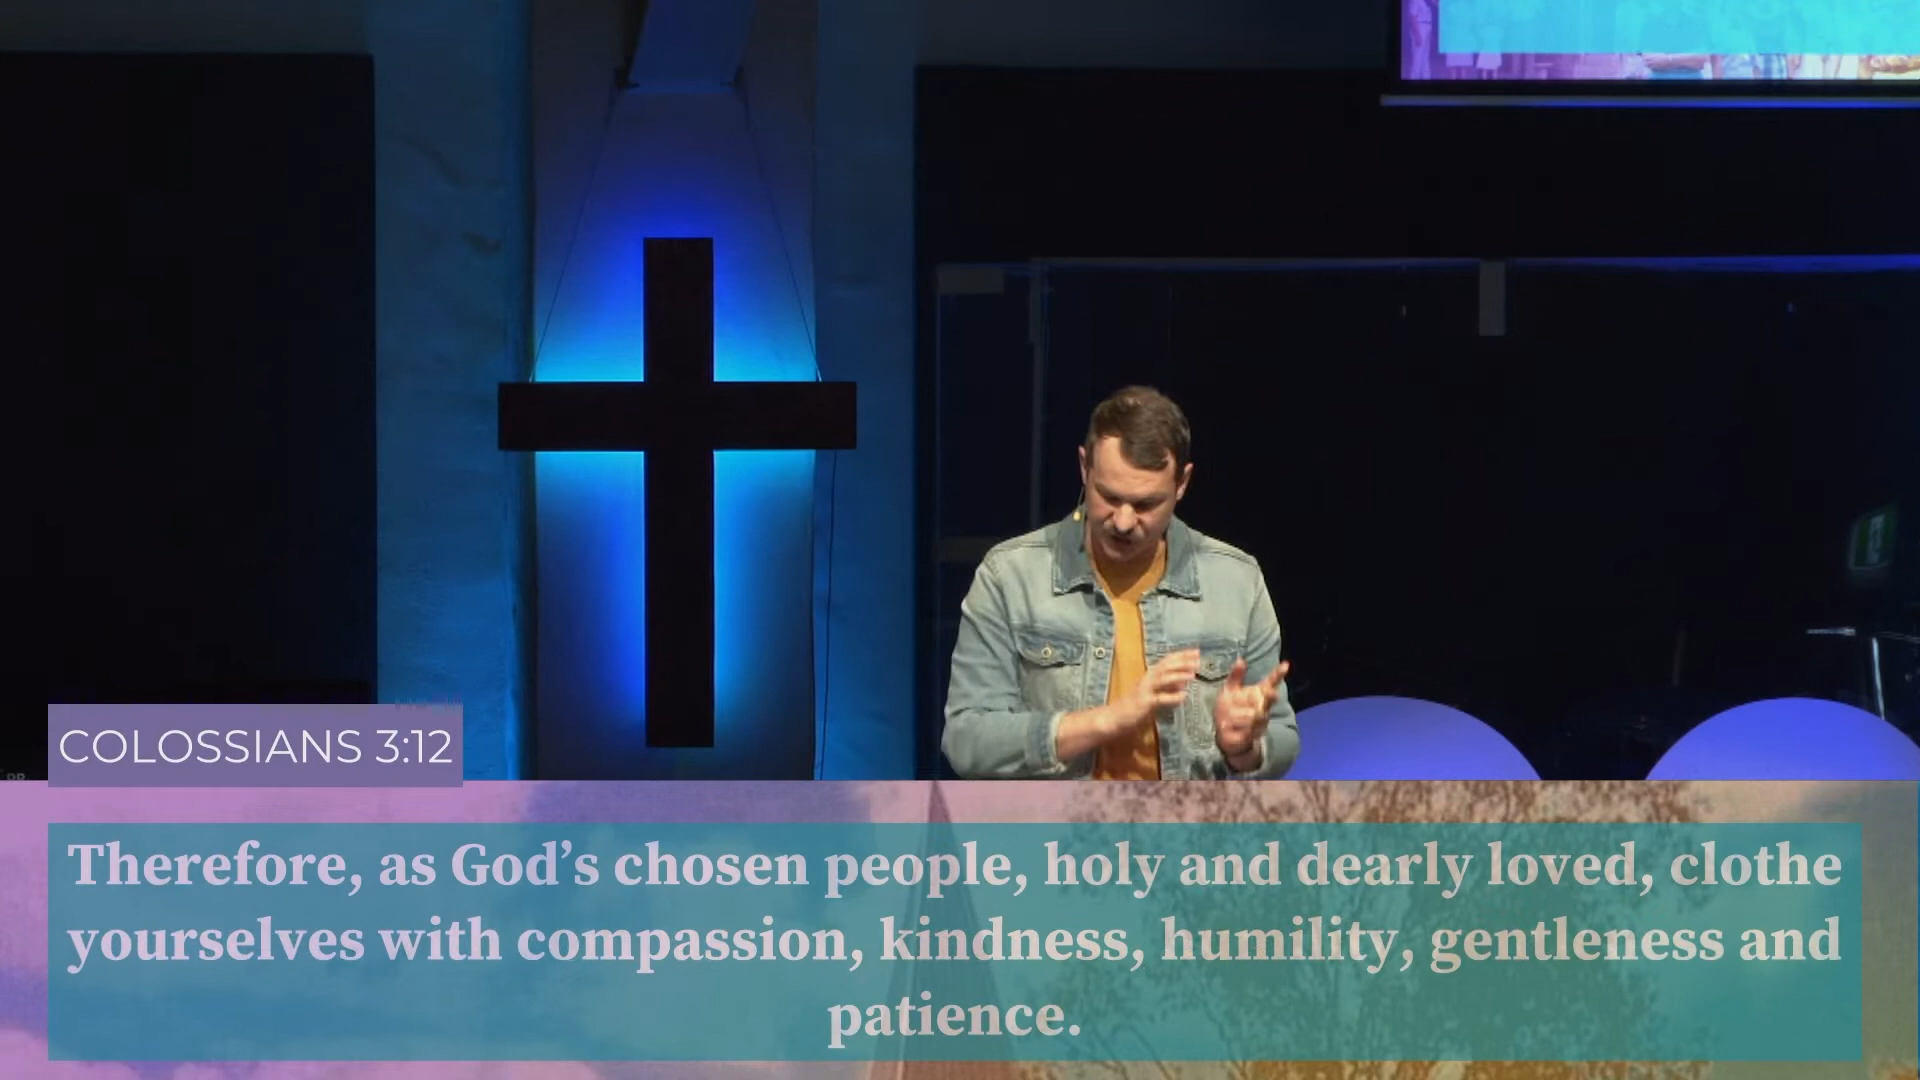 COLOSSIANS 3:12
Therefore, as God’s chosen people, holy and dearly loved, clothe
yourselves with compassion, kindness, humility, gentleness and
patience.